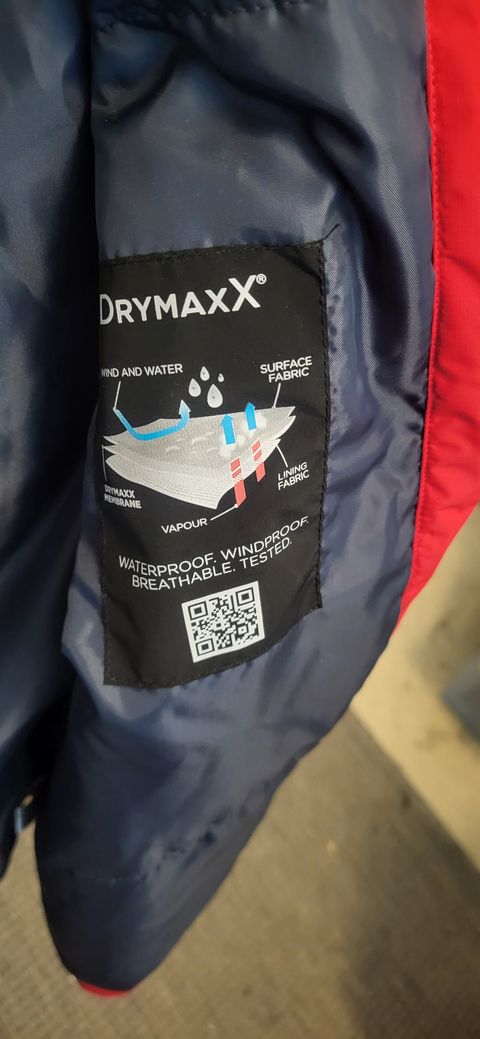 DRYMAXX®
WIND AND WATER
SURFACE
FABRIC
DRYMAXX
MEMBRANE
LINING
FABRIC
VAPOUR
WATERPROOF. WINDPROOF.
BREATHABLE. TESTED.